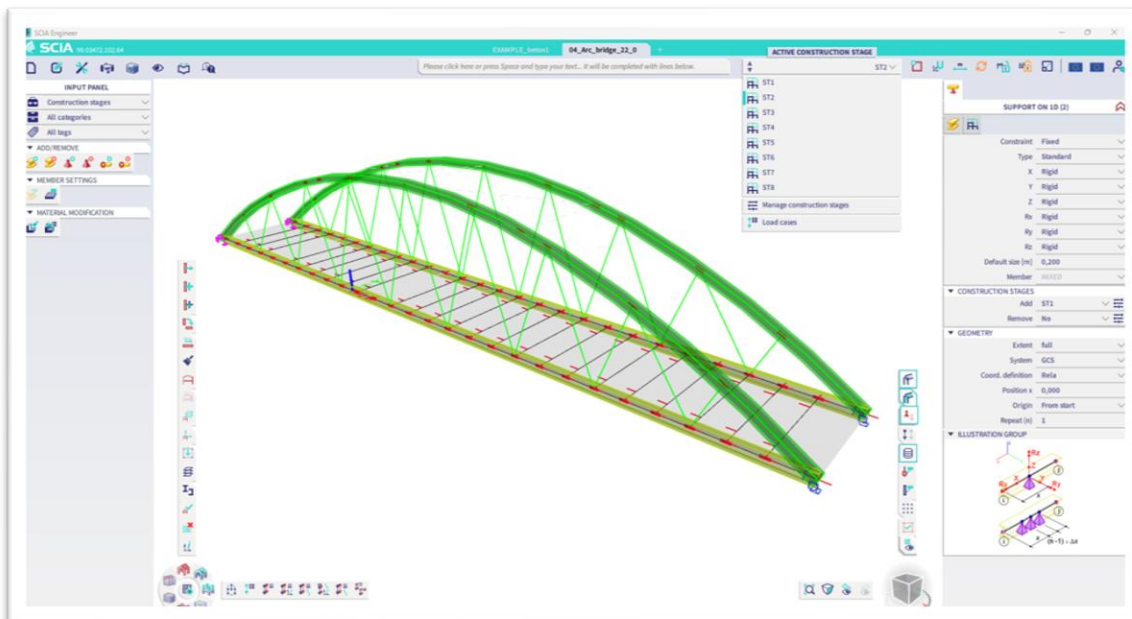 SCIA Engineer
SCIA
EXAMPLE_beton1
04_Arc_bridge_22_0
+
ACTIVE CONSTRUCTION STAGE
Please click here or press Space and type your text... It will be completed with lines below.
ST2
ST1
ST2
ST3
ST4
ST5
ST6
ST7
ST8
Manage construction stages
Load cases
INPUT PANEL
Construction stages
All categories
All tags
ADD/REMOVE
MEMBER SETTINGS
MATERIAL MODIFICATION
SUPPORT ON 1D (2)
Constraint Fixed
Type Standard
X Rigid
Y Rigid
Z Rigid
Rx Rigid
Ry Rigid
Rz Rigid
Default size [m] 0,200
Member MIXED
CONSTRUCTION STAGES
Add ST1
Remove No
GEOMETRY
Extent full
System GCS
Coord. definition Rela
Position x 0,000
Origin From start
Repeat (n) 1
ILLUSTRATION GROUP
Rz
Z
X
Y
Ry
x
(n-1) × Δx